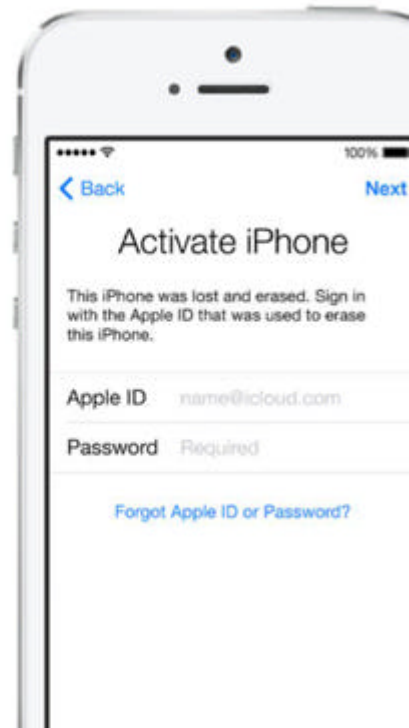 100%
Back
Next
Activate iPhone
This iPhone was lost and erased. Sign in
with the Apple ID that was used to erase
this iPhone.
Apple ID name@icloud.com
Password Required
Forgot Apple ID or Password?